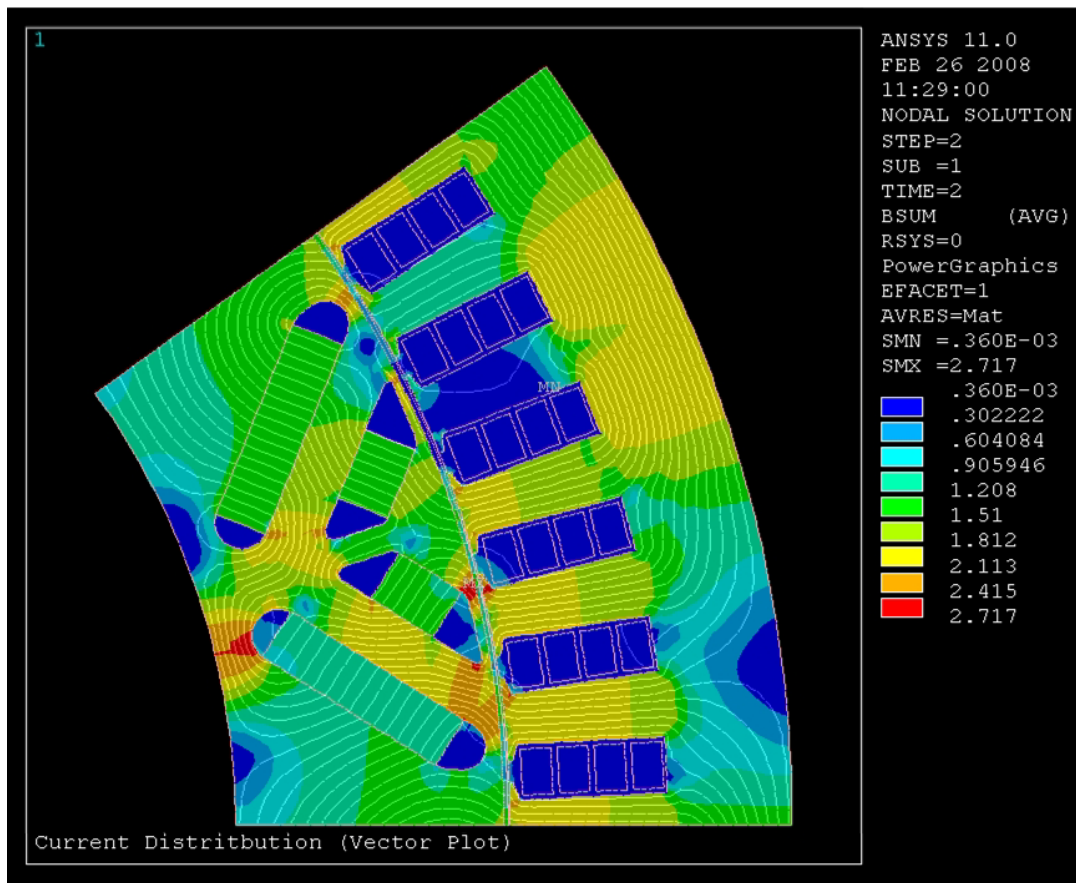 1
ANSYS 11.0
FEB 26 2008
11:29:00
NODAL SOLUTION
STEP=2
SUB =1
TIME=2
BSUM (AVG)
RSYS=0
PowerGraphics
EFACET=1
AVRES=Mat
SMN =.360E-03
SMX =2.717
.360E-03
.302222
.604084
.905946
1.208
1.51
1.812
2.113
2.415
2.717
MN
MX
Current Distritbution (Vector Plot)